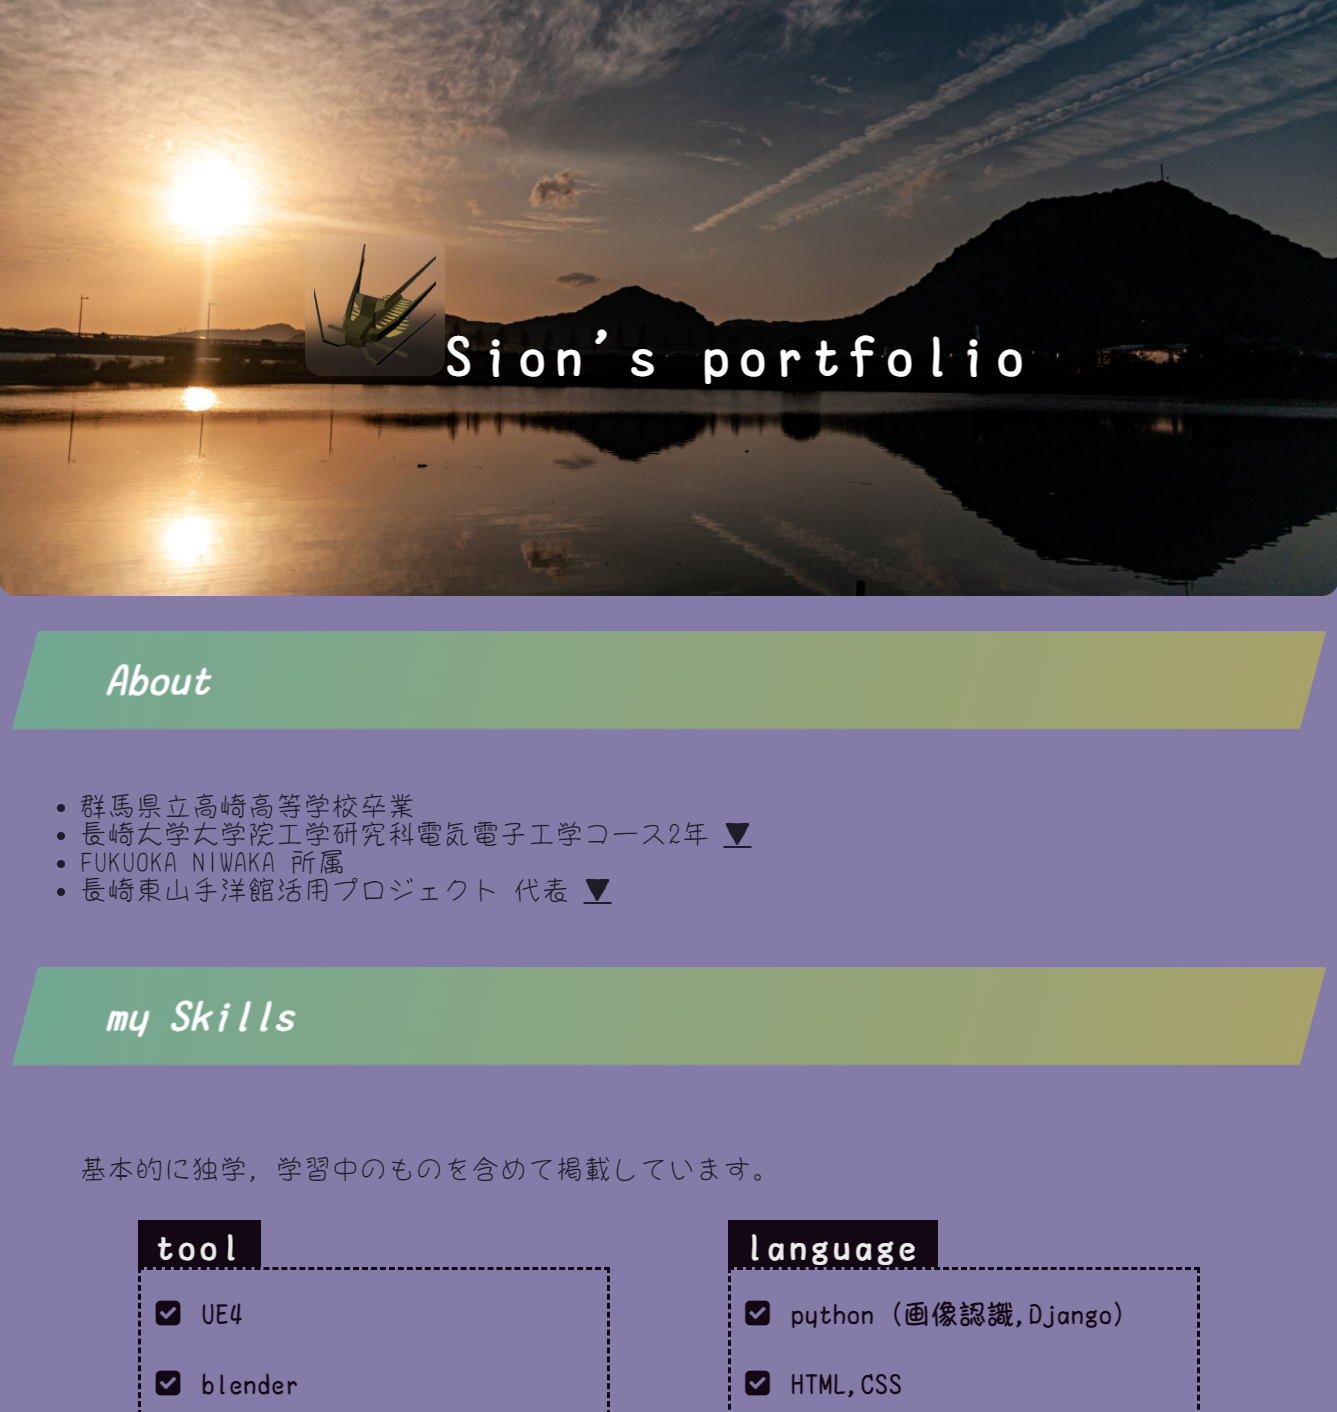 Sion's portfolio
About
群馬県立高崎高等学校卒業
長崎大学大学院工学研究科電気電子工学コース2年 ▼
FUKUOKA NIWAKA 所属
長崎東山手洋館活用プロジェクト 代表 ▼
my Skills
基本的に独学, 学習中のものを含めて掲載しています。
tool
UE4
blender
language
python (画像認識,Django)
HTML,CSS